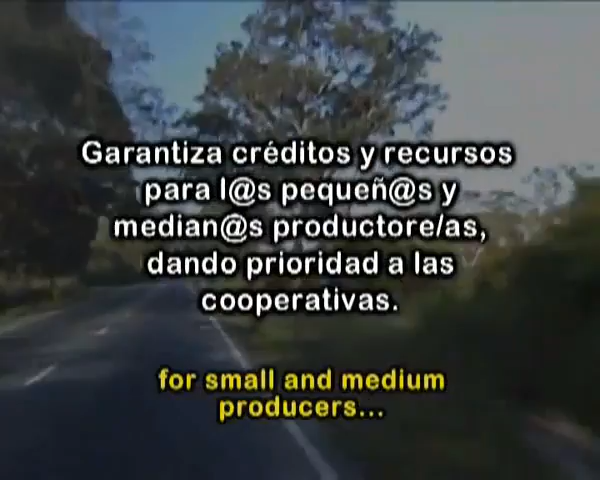 Garantiza créditos y recursos
para l@s pequeñ@s y
median@s productore/as,
dando prioridad a las
cooperativas.
for small and medium
producers...